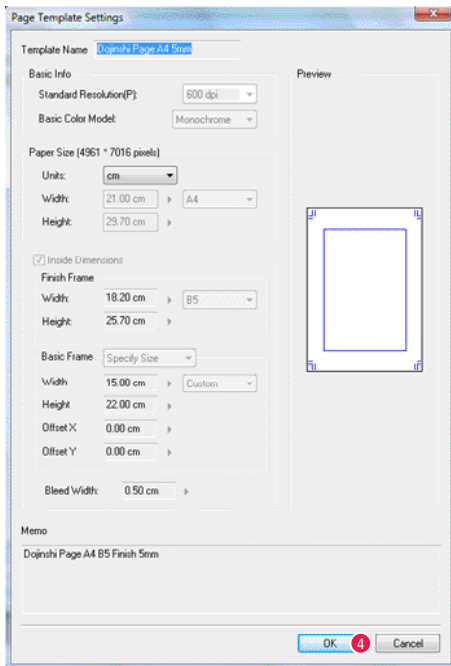 Page Template Settings
Template Name Dojinshi Page A4 5mm
Basic Info
Preview
Standard Resolution(P): 600 dpi
Basic Color Model: Monochrome
Paper Size (4961 * 7016 pixels)
Units: cm
Width: 21.00 cm A4
Height: 29.70 cm
Inside Dimensions
Finish Frame
Width: 18.20 cm B5
Height: 25.70 cm
Basic Frame Specify Size
Width 15.00 cm Custom
Height 22.00 cm
Offset X 0.00 cm
Offset Y 0.00 cm
Bleed Width: 0.50 cm
Memo
Dojinshi Page A4 B5 Finish 5mm
OK 4 Cancel